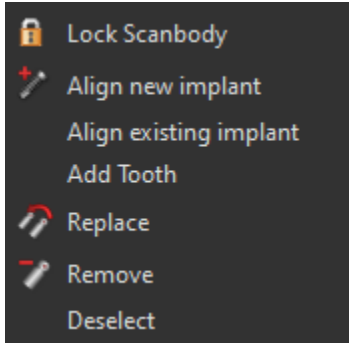 Lock Scanbody
Align new implant
Align existing implant
Add Tooth
Replace
Remove
Deselect